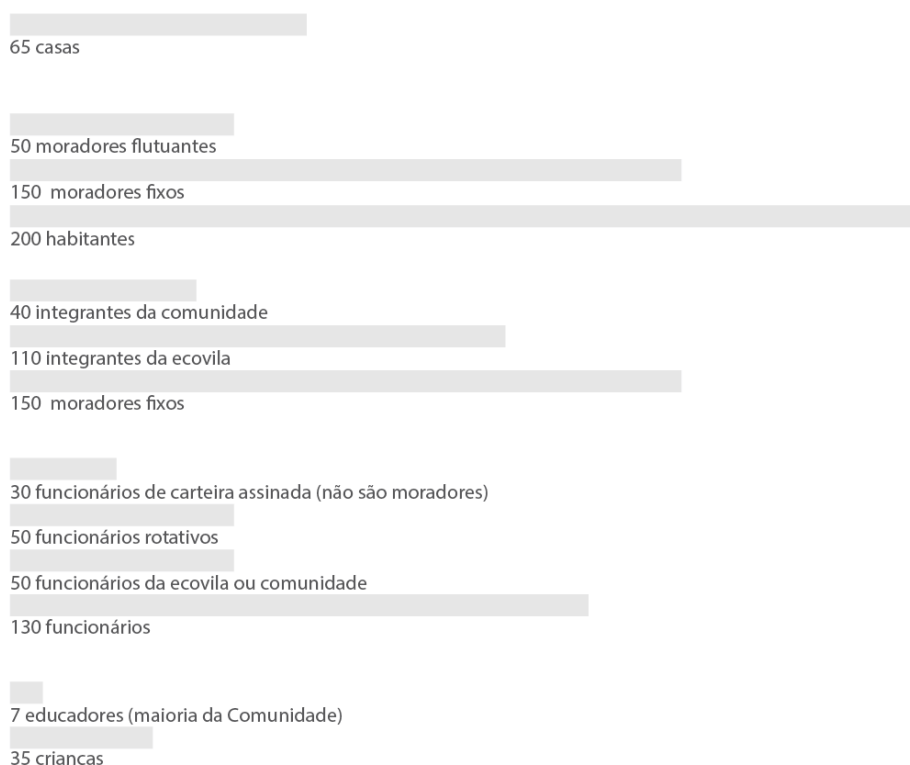 65 casas
50 moradores flutuantes
150 moradores fixos
200 habitantes
40 integrantes da comunidade
110 integrantes da ecovila
150 moradores fixos
30 funcionários de carteira assinada (não são moradores)
50 funcionários rotativos
50 funcionários da ecovila ou comunidade
130 funcionários
7 educadores (maioria da Comunidade)
35 crianças